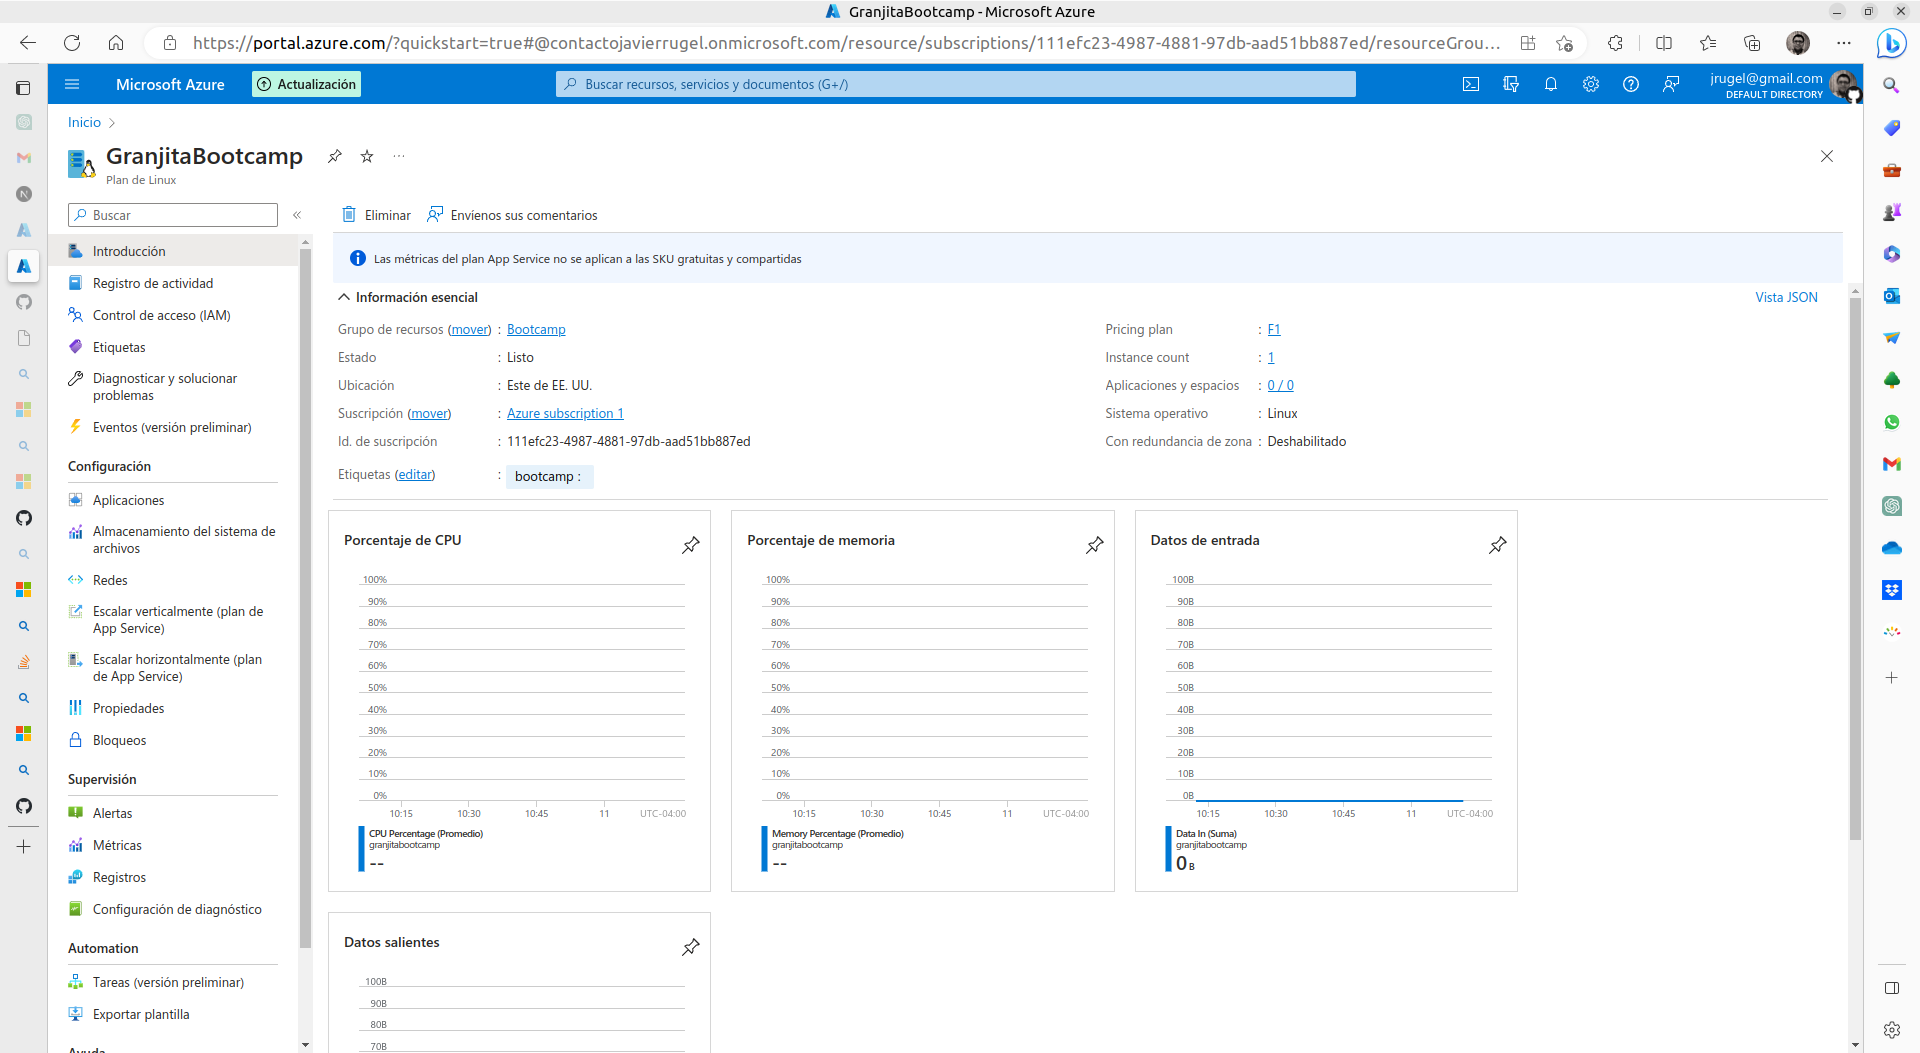 GranjitaBootcamp - Microsoft Azure
https://portal.azure.com/?quickstart=true#@contactojavierrugel.onmicrosoft.com/resource/subscriptions/111efc23-4987-4881-97db-aad51bb887ed/resourceGrou...
Microsoft Azure
Actualización
Buscar recursos, servicios y documentos (G+/)
jrugel@gmail.com
DEFAULT DIRECTORY
Inicio
GranjitaBootcamp
Plan de Linux
Buscar
Introducción
Registro de actividad
Control de acceso (IAM)
Etiquetas
Diagnosticar y solucionar
problemas
Eventos (versión preliminar)
Configuración
Aplicaciones
Almacenamiento del sistema de
archivos
Redes
Escalar verticalmente (plan de
App Service)
Escalar horizontalmente (plan
de App Service)
Propiedades
Bloqueos
Supervisión
Alertas
Métricas
Registros
Configuración de diagnóstico
Automation
Tareas (versión preliminar)
Exportar plantilla
Ayuda
Eliminar
Envíenos sus comentarios
Las métricas del plan App Service no se aplican a las SKU gratuitas y compartidas
Información esencial
Vista JSON
Grupo de recursos (mover) : Bootcamp
Estado : Listo
Ubicación : Este de EE. UU.
Suscripción (mover) : Azure subscription 1
Id. de suscripción : 111efc23-4987-4881-97db-aad51bb887ed
Etiquetas (editar) : bootcamp :
Pricing plan : F1
Instance count : 1
Aplicaciones y espacios : 0 / 0
Sistema operativo : Linux
Con redundancia de zona : Deshabilitado
Porcentaje de CPU
100%
90%
80%
70%
60%
50%
40%
30%
20%
10%
0%
10:15 10:30 10:45 11 UTC-04:00
CPU Percentage (Promedio)
granjitabootcamp
--
Porcentaje de memoria
100%
90%
80%
70%
60%
50%
40%
30%
20%
10%
0%
10:15 10:30 10:45 11 UTC-04:00
Memory Percentage (Promedio)
granjitabootcamp
--
Datos de entrada
100B
90B
80B
70B
60B
50B
40B
30B
20B
10B
0B
10:15 10:30 10:45 11 UTC-04:00
Data In (Suma)
granjitabootcamp
0 B
Datos salientes
100B
90B
80B
70B